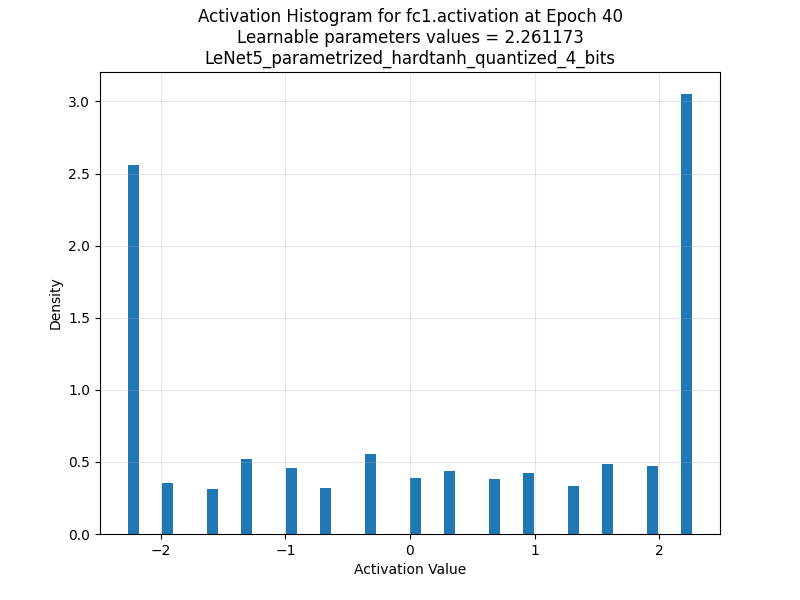 Activation Histogram for fc1.activation at Epoch 40
Learnable parameters values = 2.261173
LeNet5_parametrized_hardtanh_quantized_4_bits
3.0
2.5
2.0
1.5
1.0
0.5
0.0
Density
−2 −1 0 1 2
Activation Value